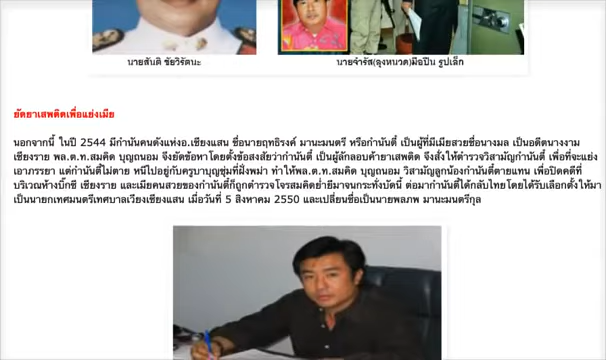 นายสันติ ชัยวิรัตนะ
นายจำรัส(ลุงหนวด)มือปืน รูปเล็ก
ยัดยาเสพติดเพื่อแย่งเมีย
นอกจากนี้ ในปี 2544 มีกำนันคนดังแห่งอ.เชียงแสน ชื่อนายฤทธิรงค์ มานะมนตรี หรือกำนันตี๋ เป็นผู้ที่มีเมียสวยชื่อนางมล เป็นอดีตนางงาม
เชียงราย พล.ต.ท.สมคิด บุญถนอม จึงยัดข้อหาโดยตั้งข้อสงสัยว่ากำนันตี๋ เป็นผู้ลักลอบค้ายาเสพติด จึงสั่งให้ตำรวจวิสามัญกำนันตี๋ เพื่อที่จะแย่ง
เอาภรรยา แต่กำนันตี๋ไม่ตาย หนีไปอยู่กับครูบาบุญชุ่มที่ฝั่งพม่า ทำให้พล.ต.ท.สมคิด บุญถนอม วิสามัญลูกน้องกำนันตี๋ตายแทน เพื่อปิดคดีที่
บริเวณห้างบิ๊กซี เชียงราย และเมียคนสวยของกำนันตี๋ก็ถูกตำรวจโจรสมคิดย่ำยีมาจนกระทั่งบัดนี้ ต่อมากำนันตี๋ได้กลับไทยโดยได้รับเลือกตั้งให้มา
เป็นนายกเทศมนตรีเทศบาลเวียงเชียงแสน เมื่อวันที่ 5 สิงหาคม 2550 และเปลี่ยนชื่อเป็นนายพลภพ มานะมนตรีกุล